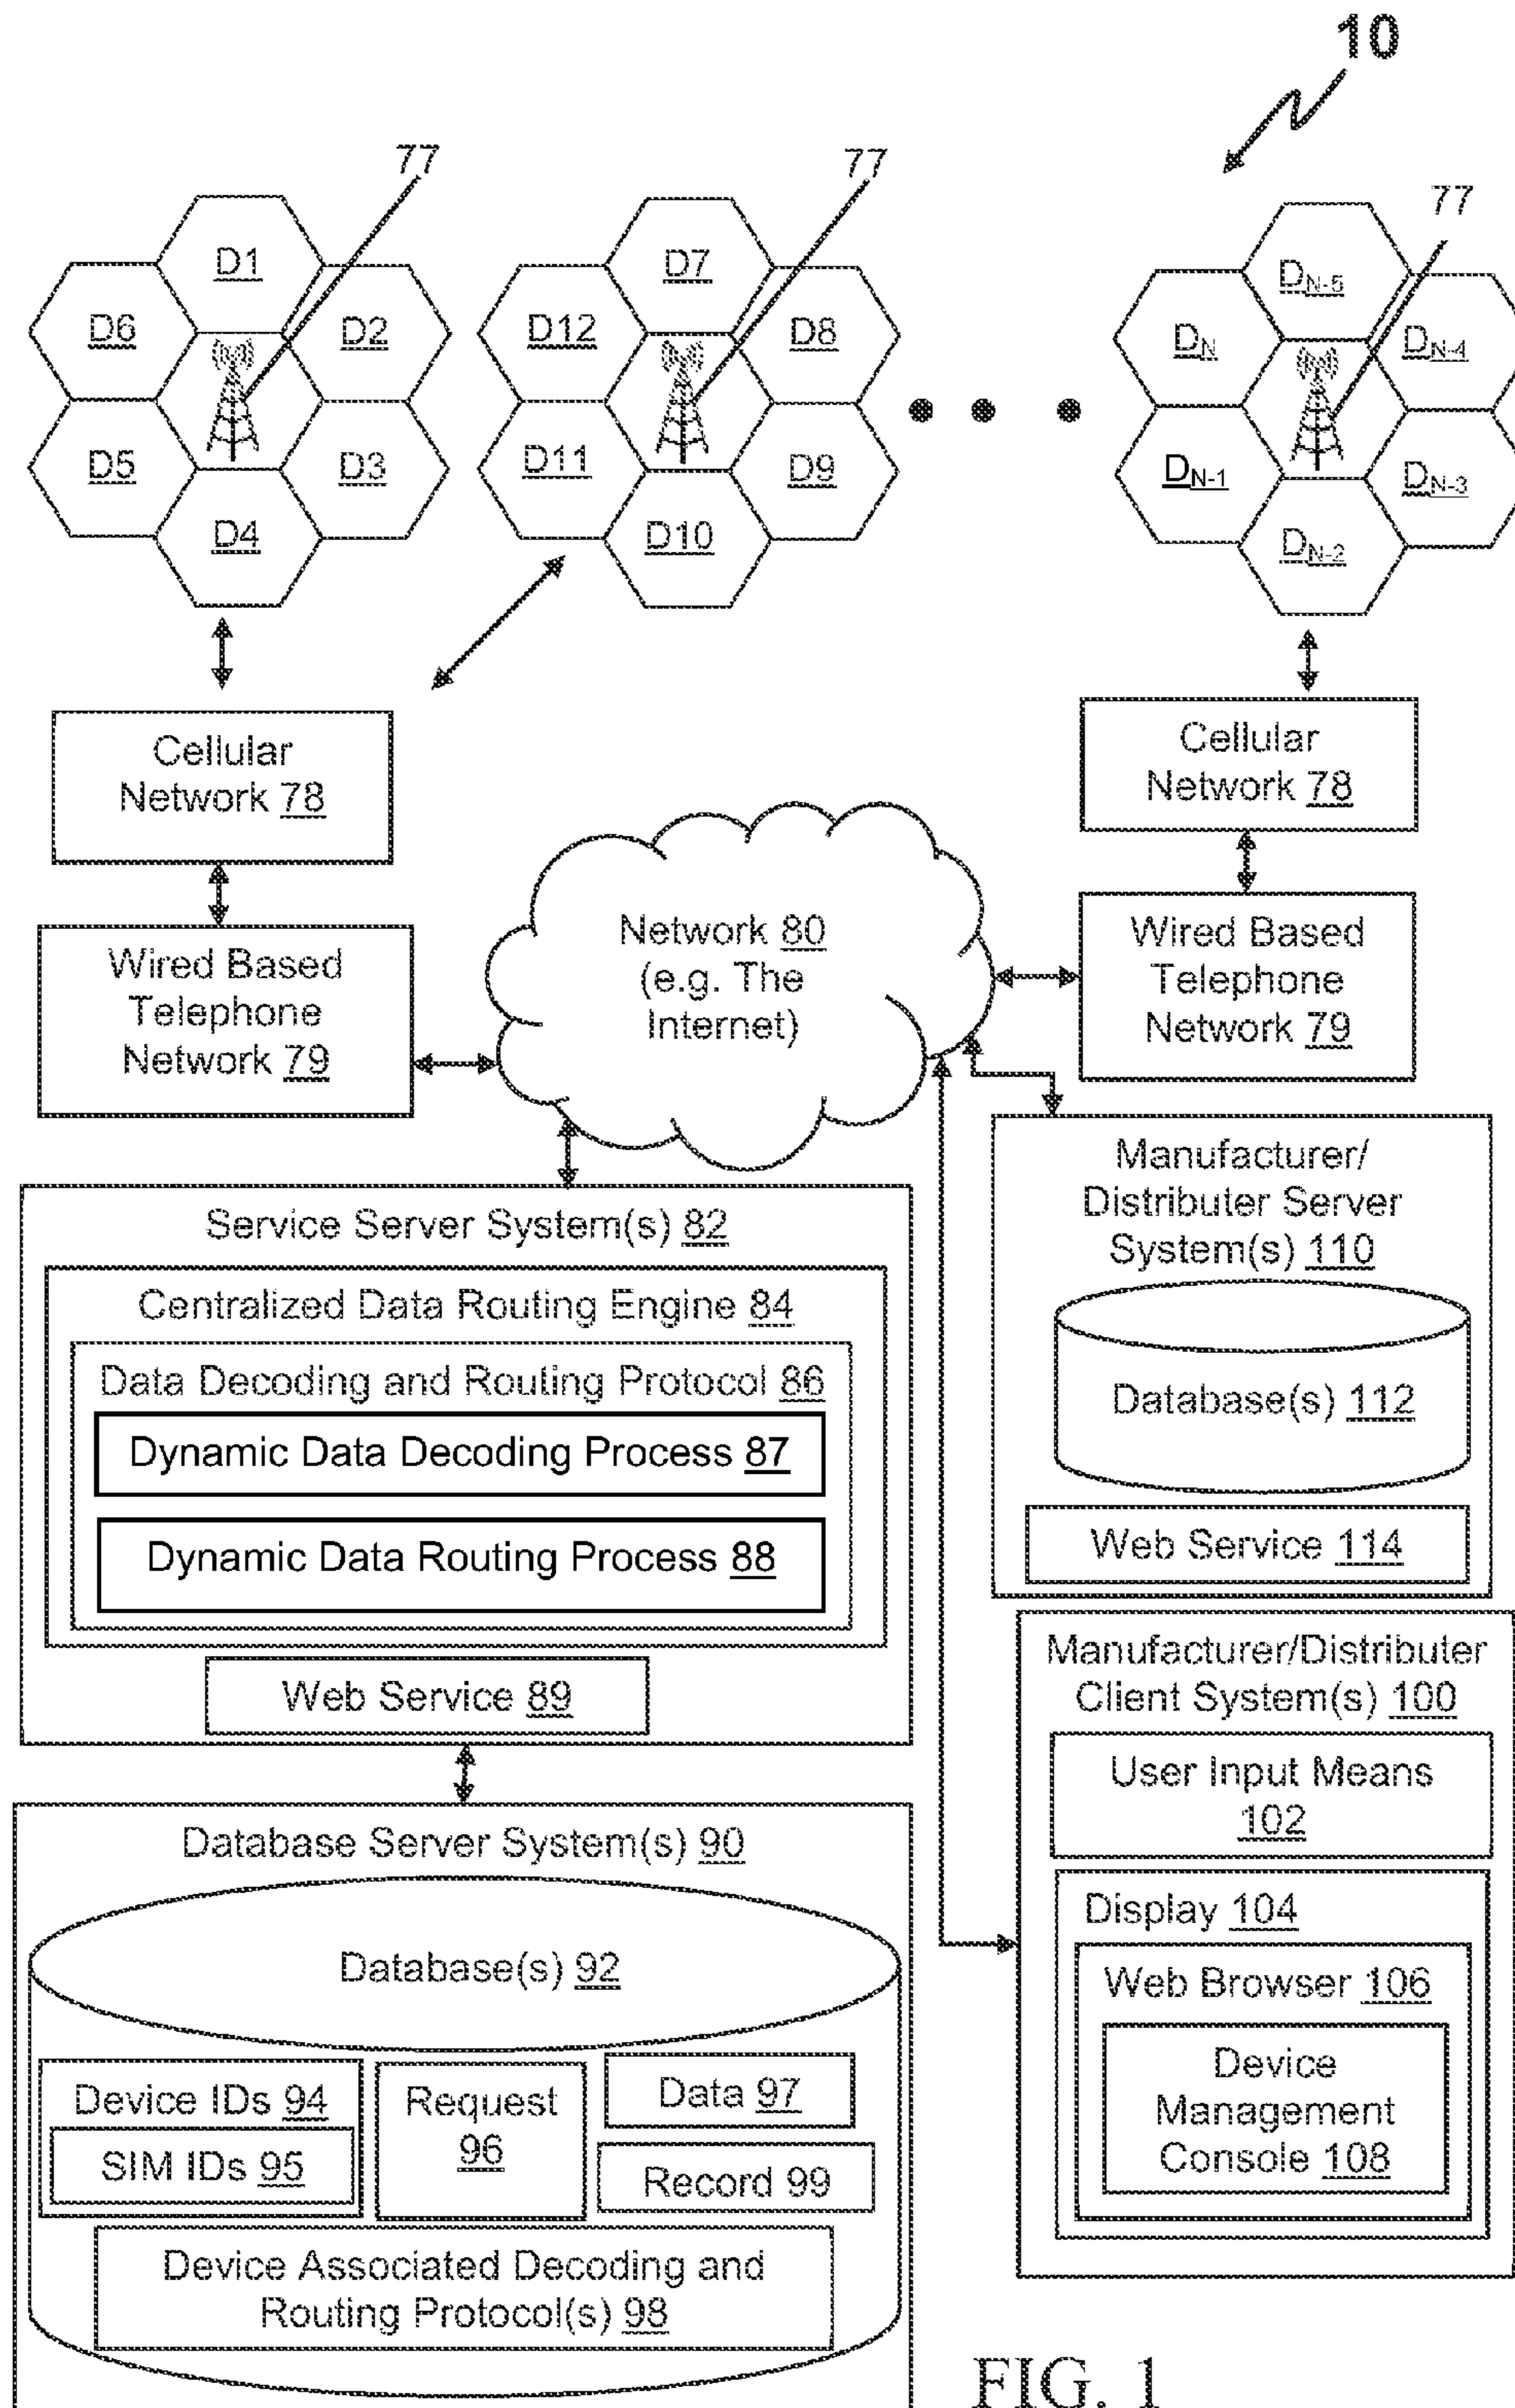 10
77
77
77
D1
D7
D_{N-5}
D6
D2
D12
D8
D_N
D_{N-4}
D5
D3
D11
D9
D_{N-1}
D_{N-3}
D4
D10
D_{N-2}
Cellular
Network 78
Cellular
Network 78
Wired Based
Telephone
Network 79
Network 80
(e.g. The
Internet)
Wired Based
Telephone
Network 79
Service Server System(s) 82
Centralized Data Routing Engine 84
Data Decoding and Routing Protocol 86
Dynamic Data Decoding Process 87
Dynamic Data Routing Process 88
Web Service 89
Manufacturer/
Distributer Server
System(s) 110
Database(s) 112
Web Service 114
Manufacturer/Distributer
Client System(s) 100
User Input Means
102
Display 104
Web Browser 106
Device
Management
Console 108
Database Server System(s) 90
Database(s) 92
Device IDs 94
SIM IDs 95
Request
96
Data 97
Record 99
Device Associated Decoding and
Routing Protocol(s) 98
FIG. 1